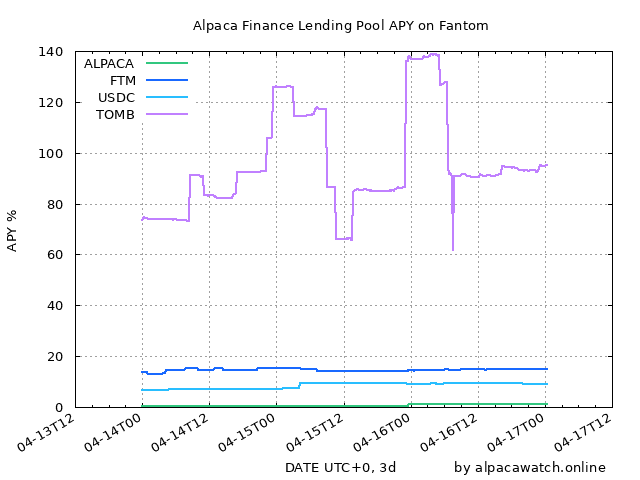 Alpaca Finance Lending Pool APY on Fantom
140
120
100
80
60
40
20
0
APY %
ALPACA
FTM
USDC
TOMB
04-13T12
04-14T00
04-14T12
04-15T00
04-15T12
04-16T00
04-16T12
04-17T00
04-17T12
DATE UTC+0, 3d
by alpacawatch.online